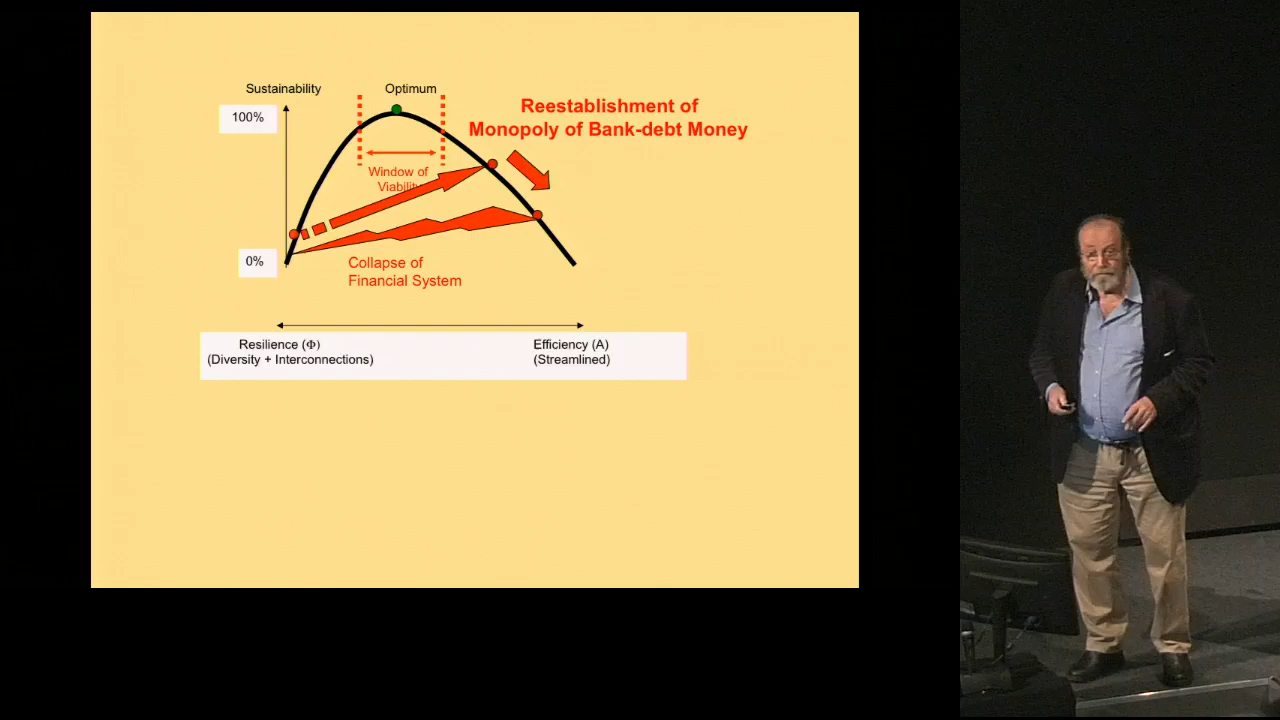 Sustainability
Optimum
100%
Reestablishment of
Monopoly of Bank-debt Money
Window of
Viability
0%
Collapse of
Financial System
Resilience (Φ)
(Diversity + Interconnections)
Efficiency (A)
(Streamlined)